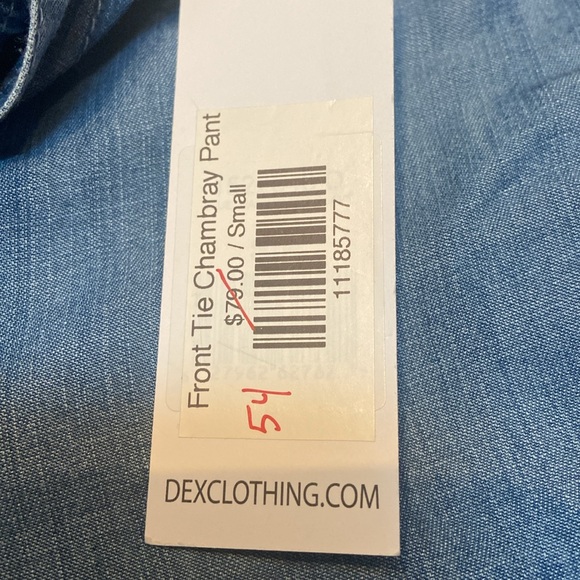 Front Tie Chambray Pant
$79.00 / Small
11185777
54
DEXCLOTHING.COM